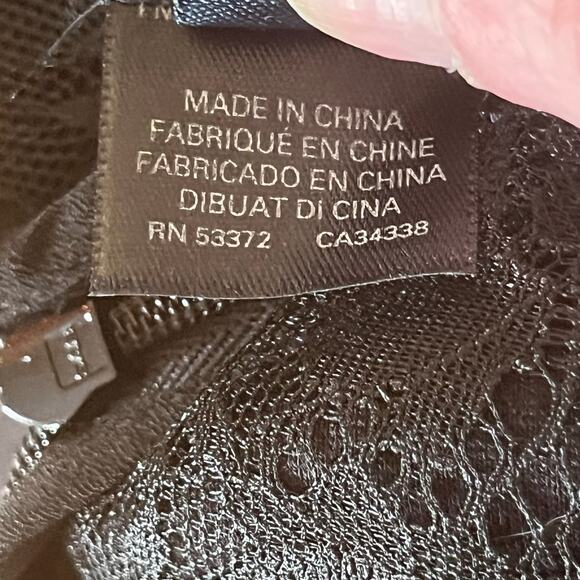 MADE IN CHINA
FABRIQUÉ EN CHINE
FABRICADO EN CHINA
DIBUAT DI CINA
RN 53372 CA34338